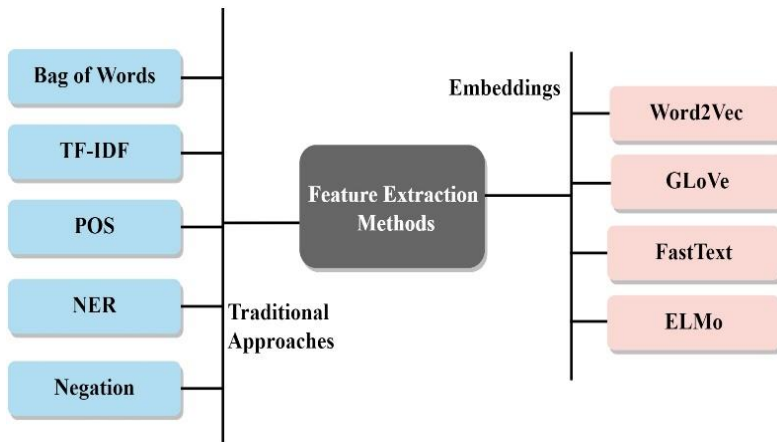 Bag of Words
TF-IDF
POS
NER
Negation
Traditional
Approaches
Feature Extraction
Methods
Embeddings
Word2Vec
GLoVe
FastText
ELMo